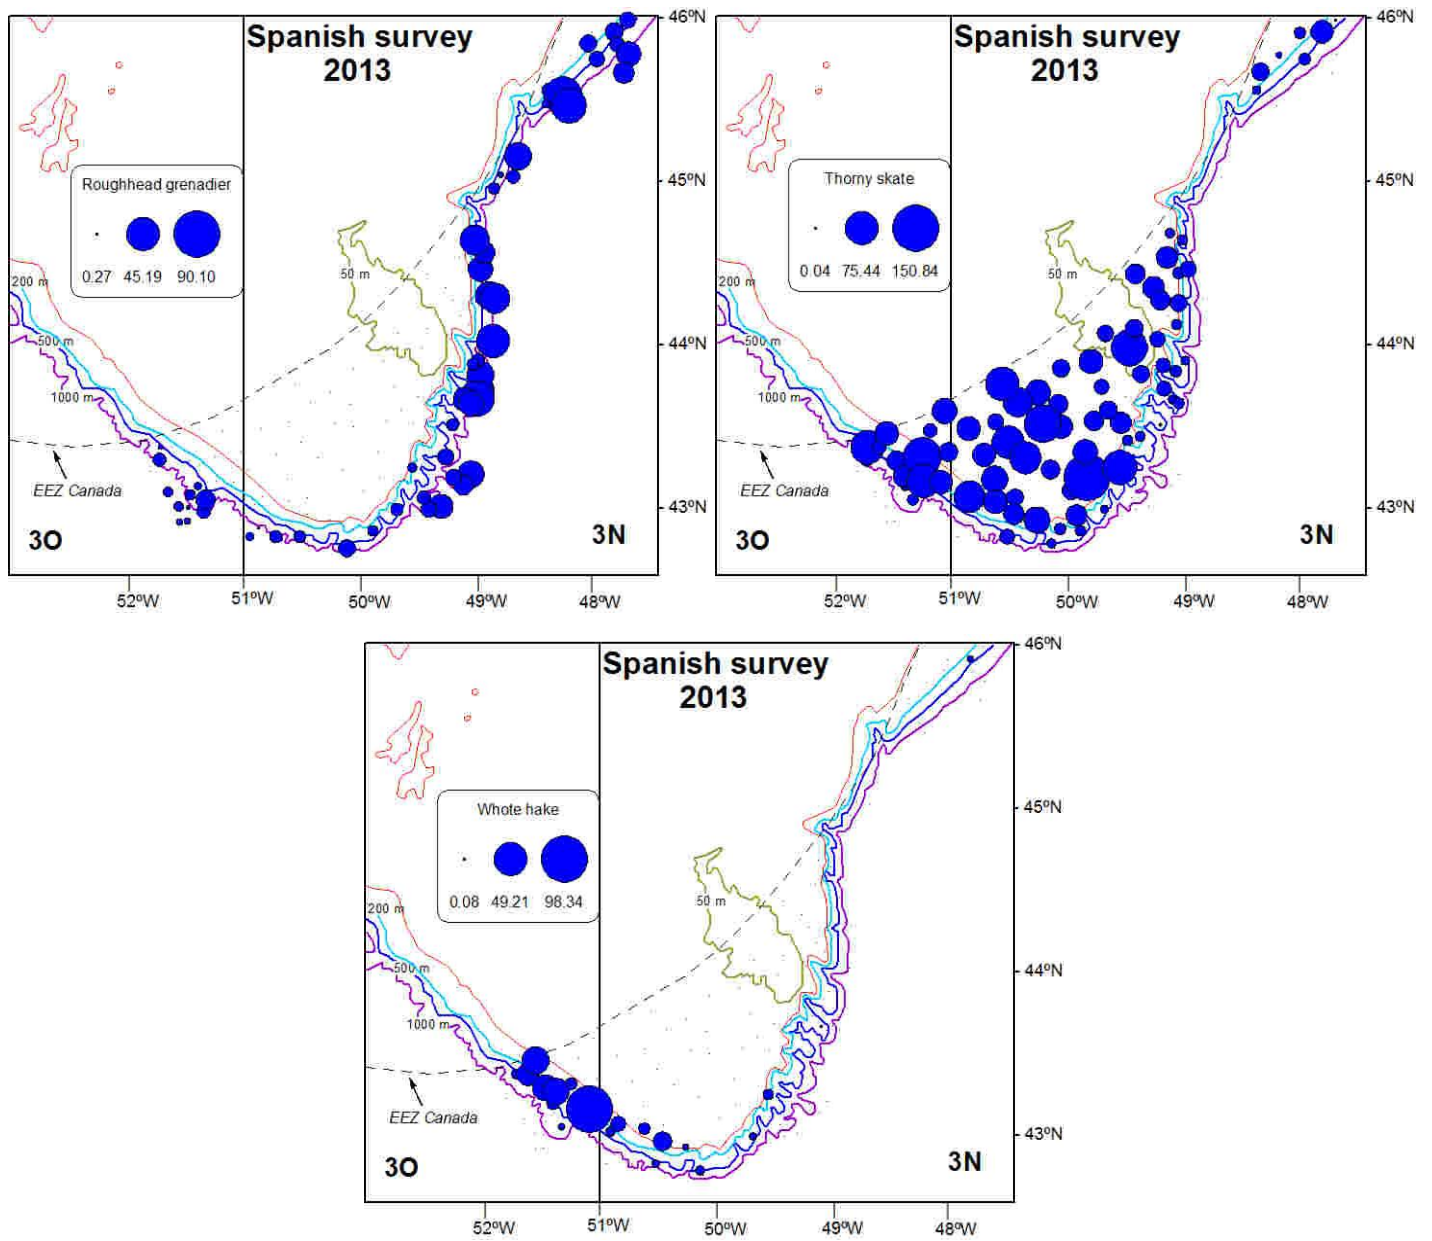 Spanish survey
2013
Roughhead grenadier
0.27 45.19 90.10
50 m
200 m
500 m
1000 m
EEZ Canada
3O
3N
46ºN
45ºN
44ºN
43ºN
52ºW 51ºW 50ºW 49ºW 48ºW
Spanish survey
2013
Thorny skate
0.04 75.44 150.84
50 m
200 m
500 m
1000 m
EEZ Canada
3O
3N
46ºN
45ºN
44ºN
43ºN
52ºW 51ºW 50ºW 49ºW 48ºW
Spanish survey
2013
Whote hake
0.08 49.21 98.34
50 m
200 m
500 m
1000 m
EEZ Canada
3O
3N
46ºN
45ºN
44ºN
43ºN
52ºW 51ºW 50ºW 49ºW 48ºW